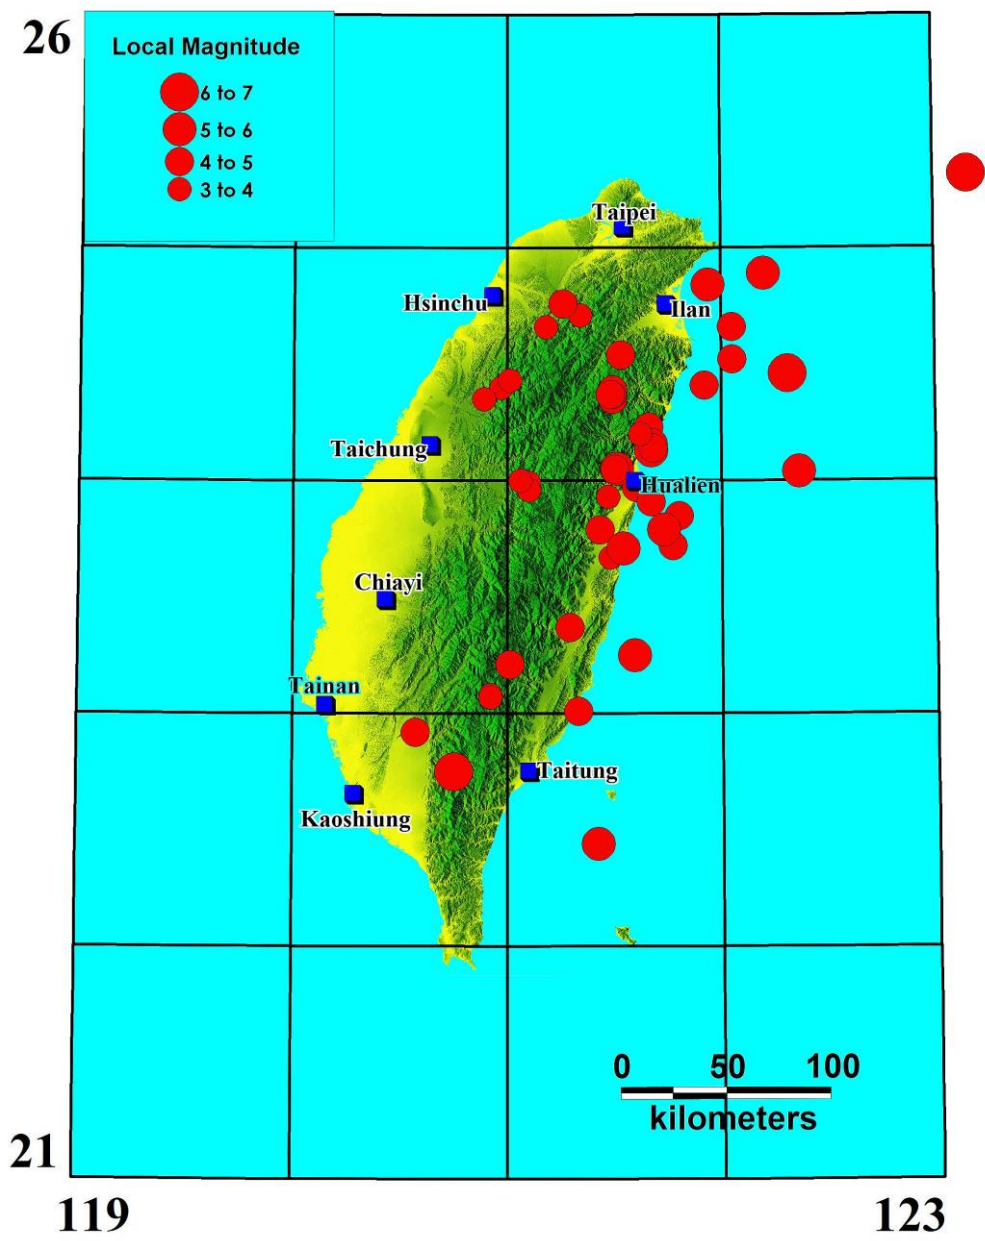 26
Local Magnitude
6 to 7
5 to 6
4 to 5
3 to 4
Taipei
Hsinchu
Ilan
Taichung
Hualien
Chiayi
Tainan
Taitung
Kaoshiung
0 50 100
kilometers
21
119 123